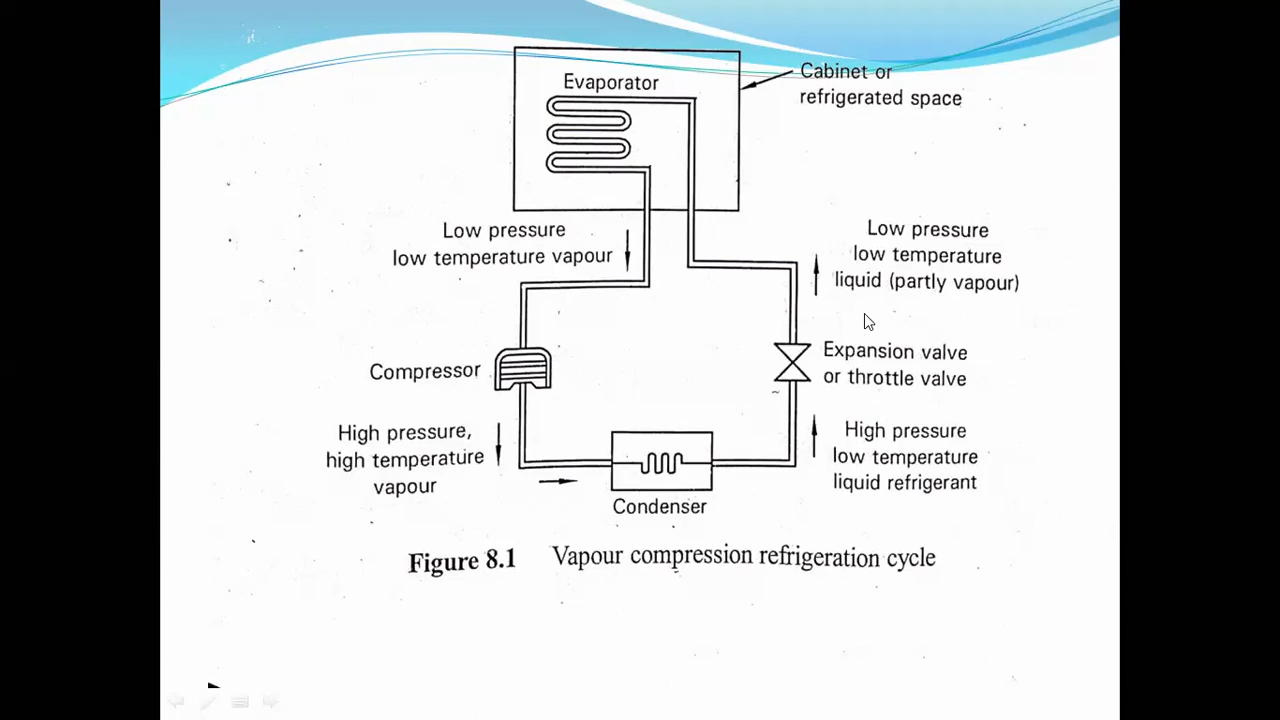 Evaporator
Cabinet or
refrigerated space
Low pressure
low temperature vapour
Low pressure
low temperature
liquid (partly vapour)
Compressor
Expansion valve
or throttle valve
High pressure,
high temperature
vapour
High pressure
low temperature
liquid refrigerant
Condenser
Figure 8.1 Vapour compression refrigeration cycle